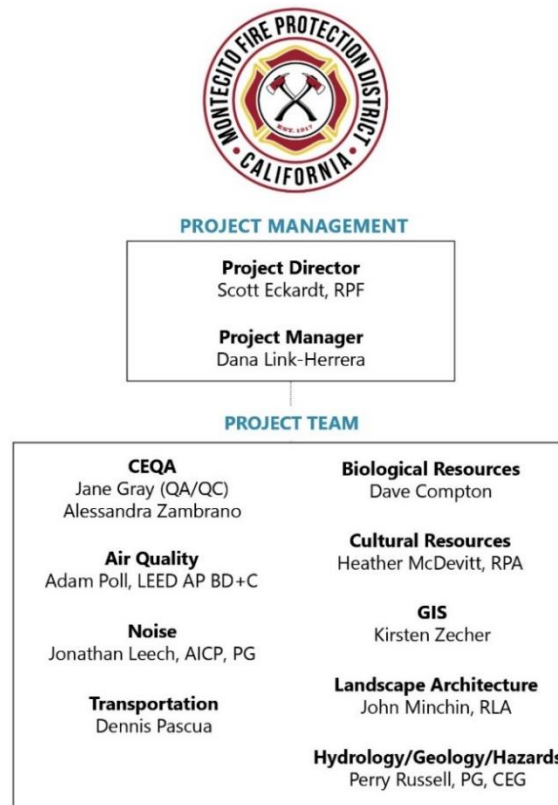 MONTECITO FIRE PROTECTION DISTRICT
EST. 1917
• CALIFORNIA •
PROJECT MANAGEMENT
Project Director
Scott Eckardt, RPF
Project Manager
Dana Link-Herrera
PROJECT TEAM
CEQA
Jane Gray (QA/QC)
Alessandra Zambrano
Air Quality
Adam Poll, LEED AP BD+C
Noise
Jonathan Leech, AICP, PG
Transportation
Dennis Pascua
Biological Resources
Dave Compton
Cultural Resources
Heather McDevitt, RPA
GIS
Kirsten Zecher
Landscape Architecture
John Minchin, RLA
Hydrology/Geology/Hazards
Perry Russell, PG, CEG